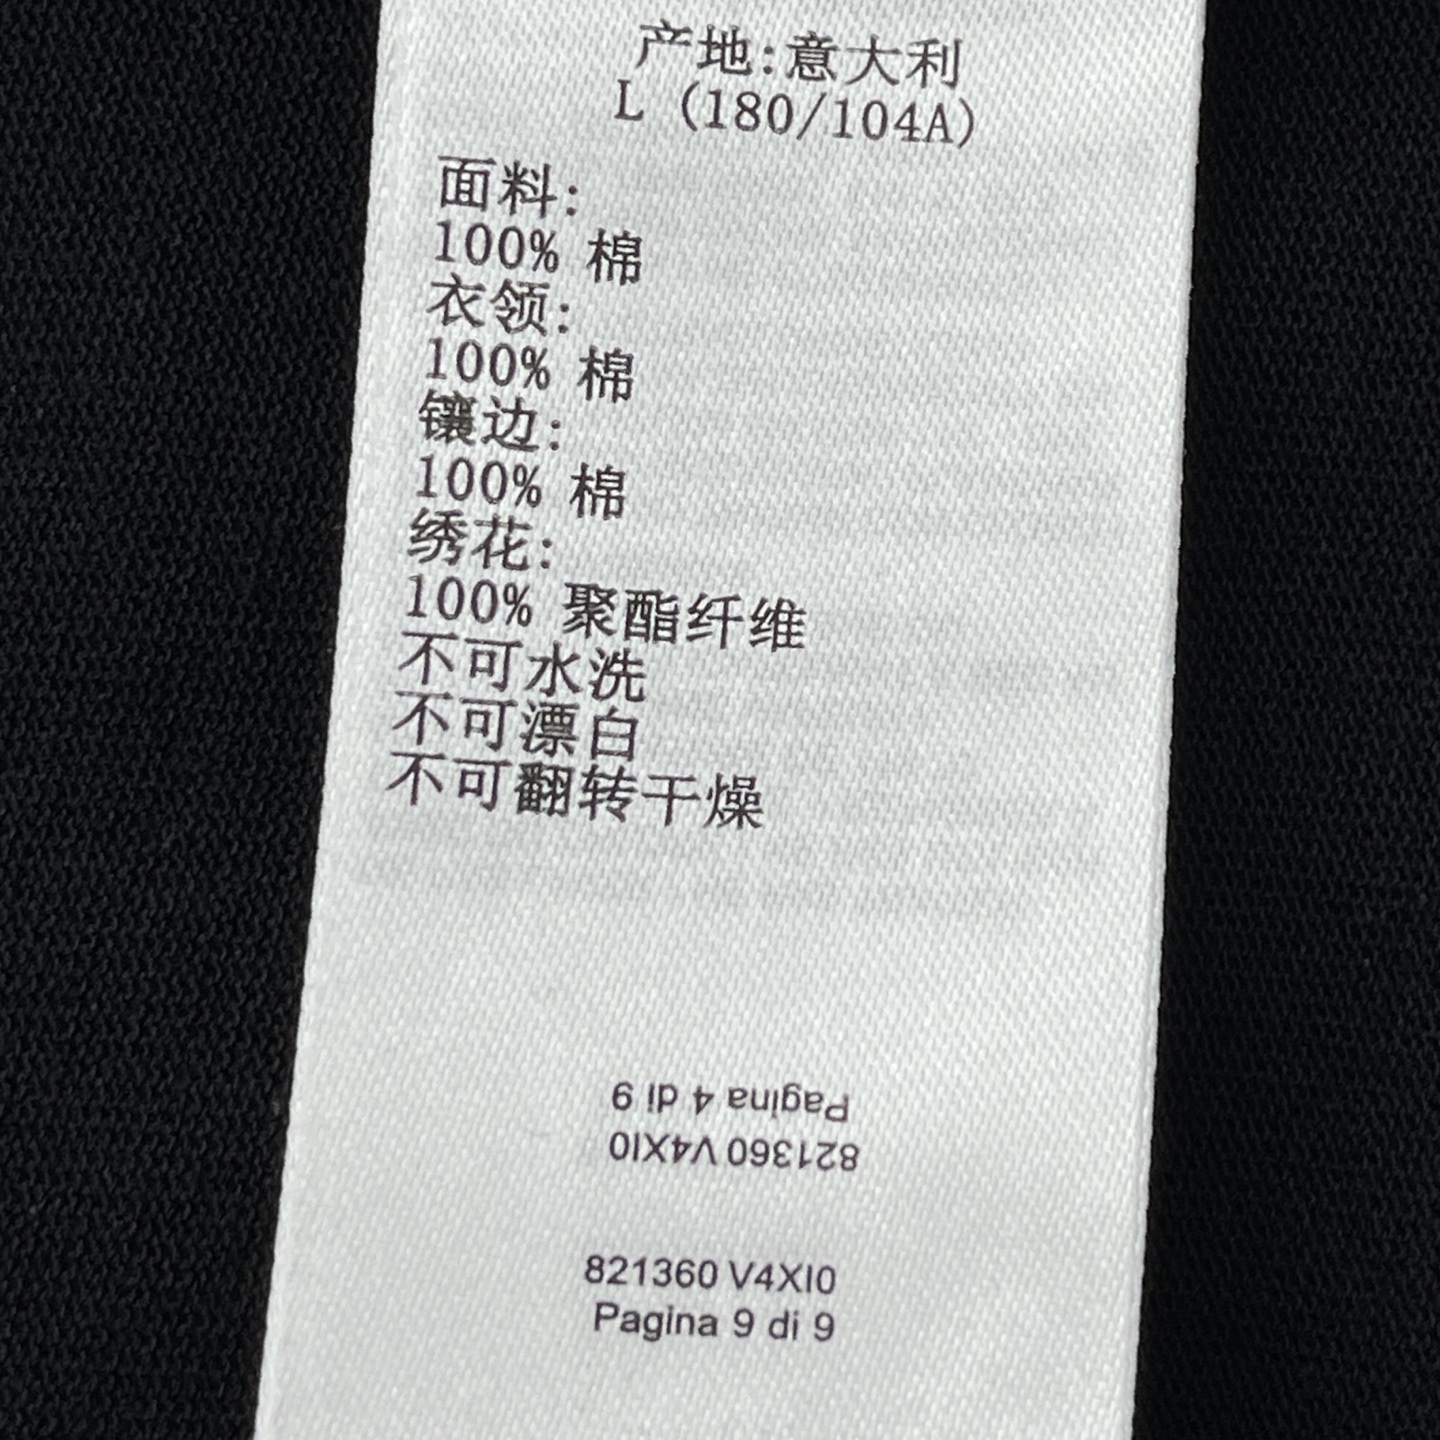 产地:意大利
L (180/104A)
面料:
100% 棉
衣领:
100% 棉
镶边:
100% 棉
绣花:
100% 聚酯纤维
不可水洗
不可漂白
不可翻转干燥
821360 V4XI0
Pagina 4 di 9
821360 V4XI0
Pagina 9 di 9